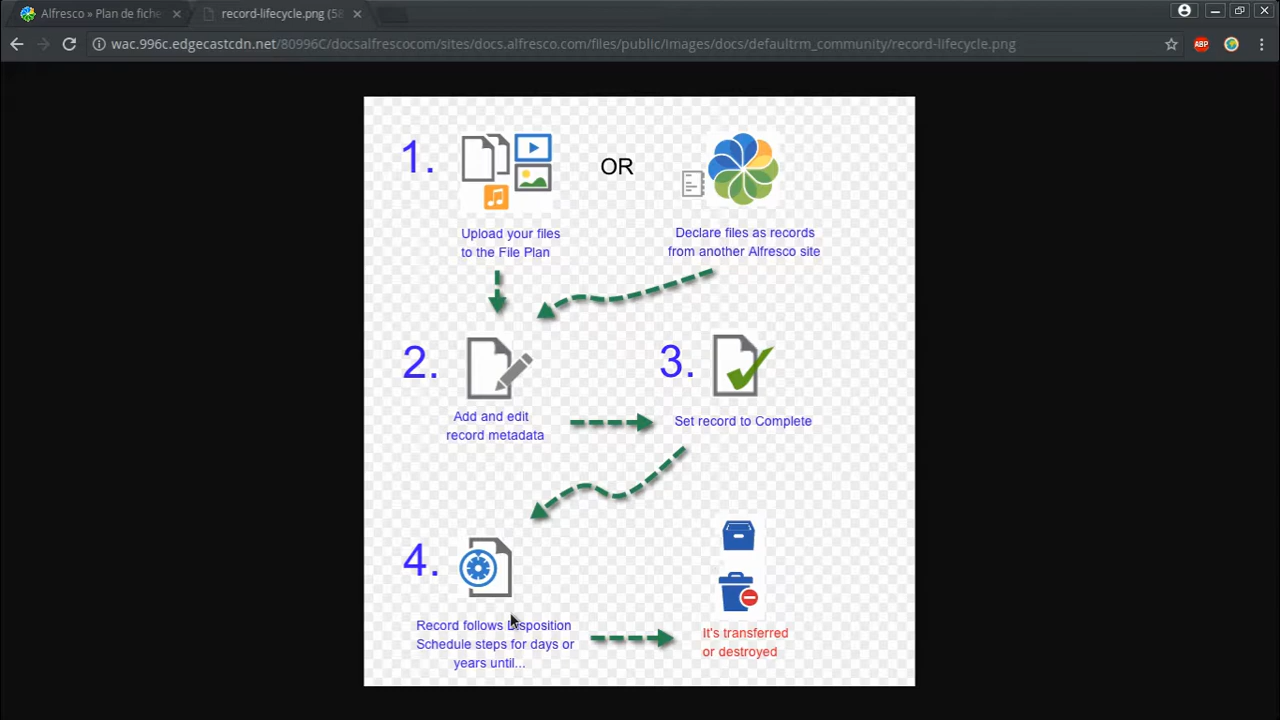 Alfresco » Plan de fiche
record-lifecycle.png (58
wac.996c.edgecastcdn.net/80996C/docsalfrescocom/sites/docs.alfresco.com/files/public/images/docs/defaultrm_community/record-lifecycle.png
ABP
1.
OR
Upload your files
to the File Plan
Declare files as records
from another Alfresco site
2.
Add and edit
record metadata
3.
Set record to Complete
4.
Record follows Disposition
Schedule steps for days or
years until...
It's transferred
or destroyed